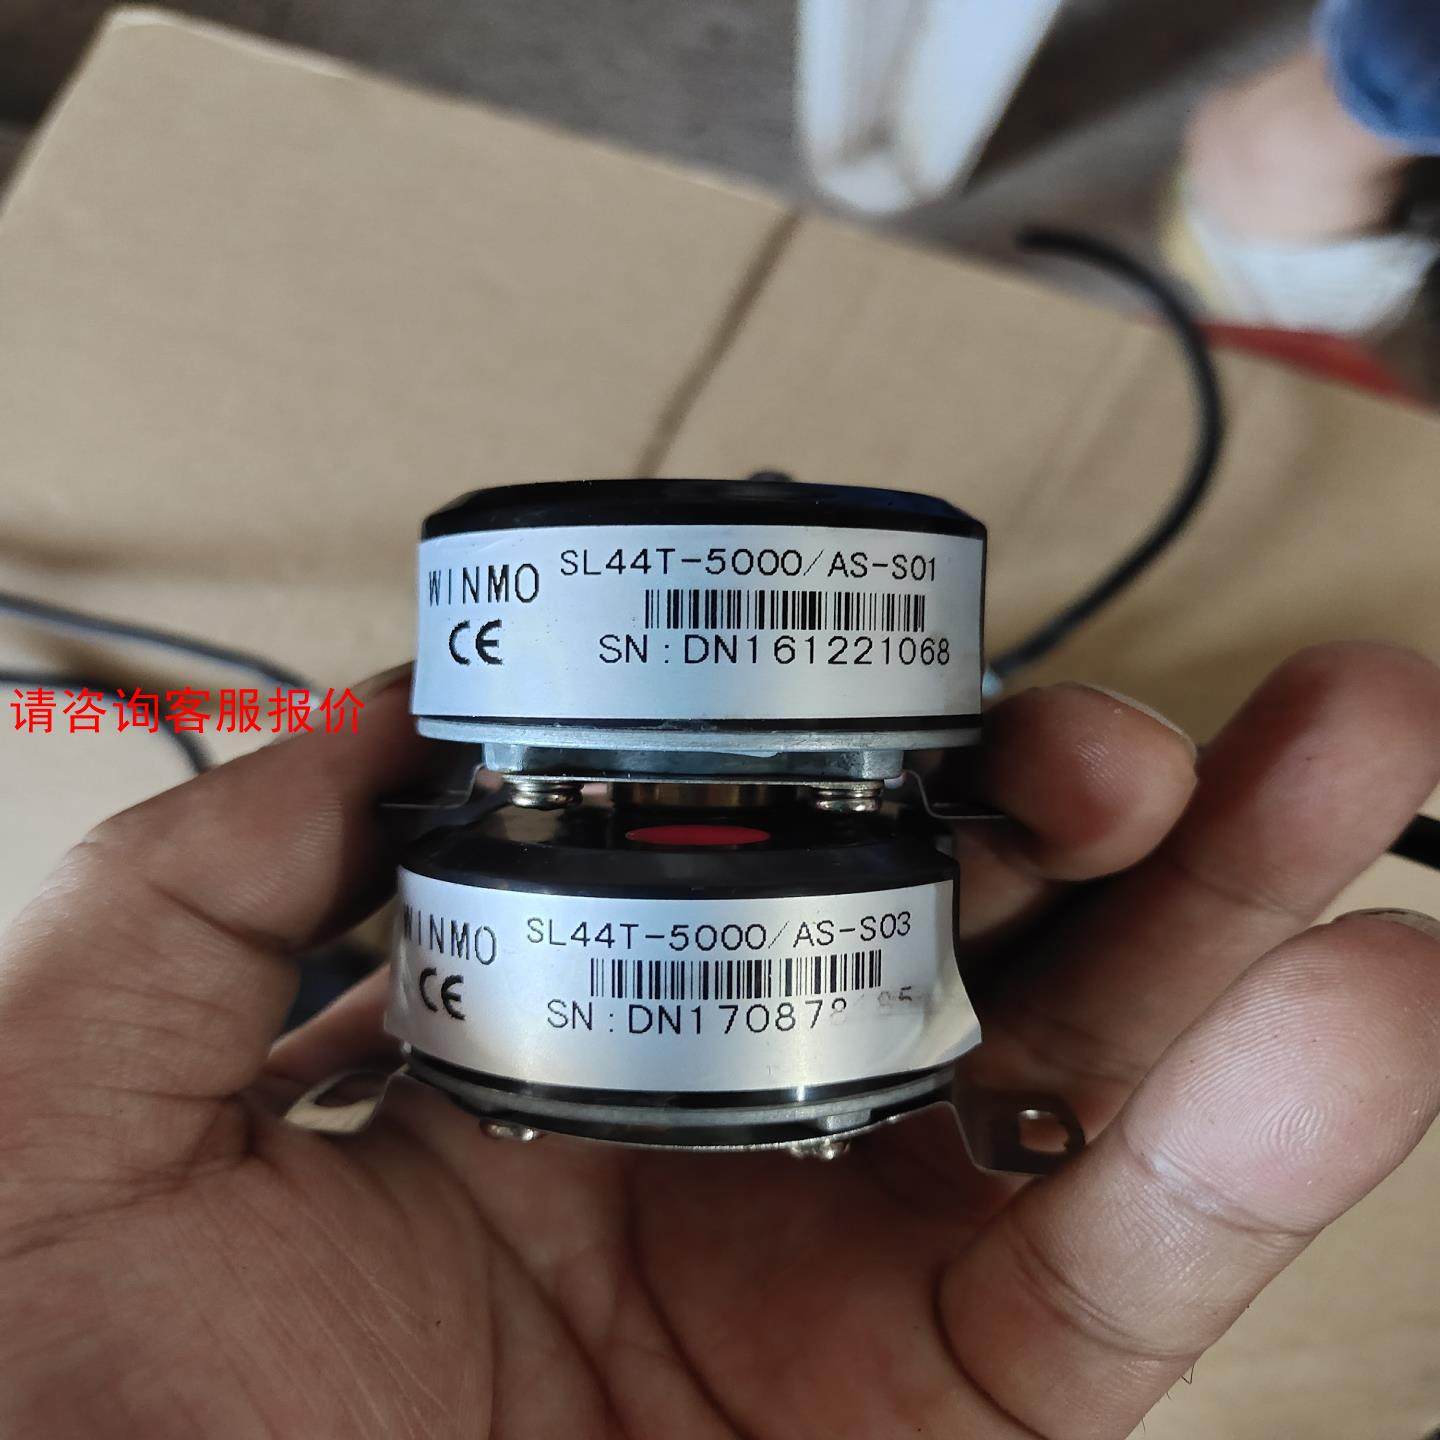 SL44T-5000/AS-S01
WINMO
CE
SN:DN161221068
请咨询客服报价
SL44T-5000/AS-S03
WINMO
CE
SN:DN17087